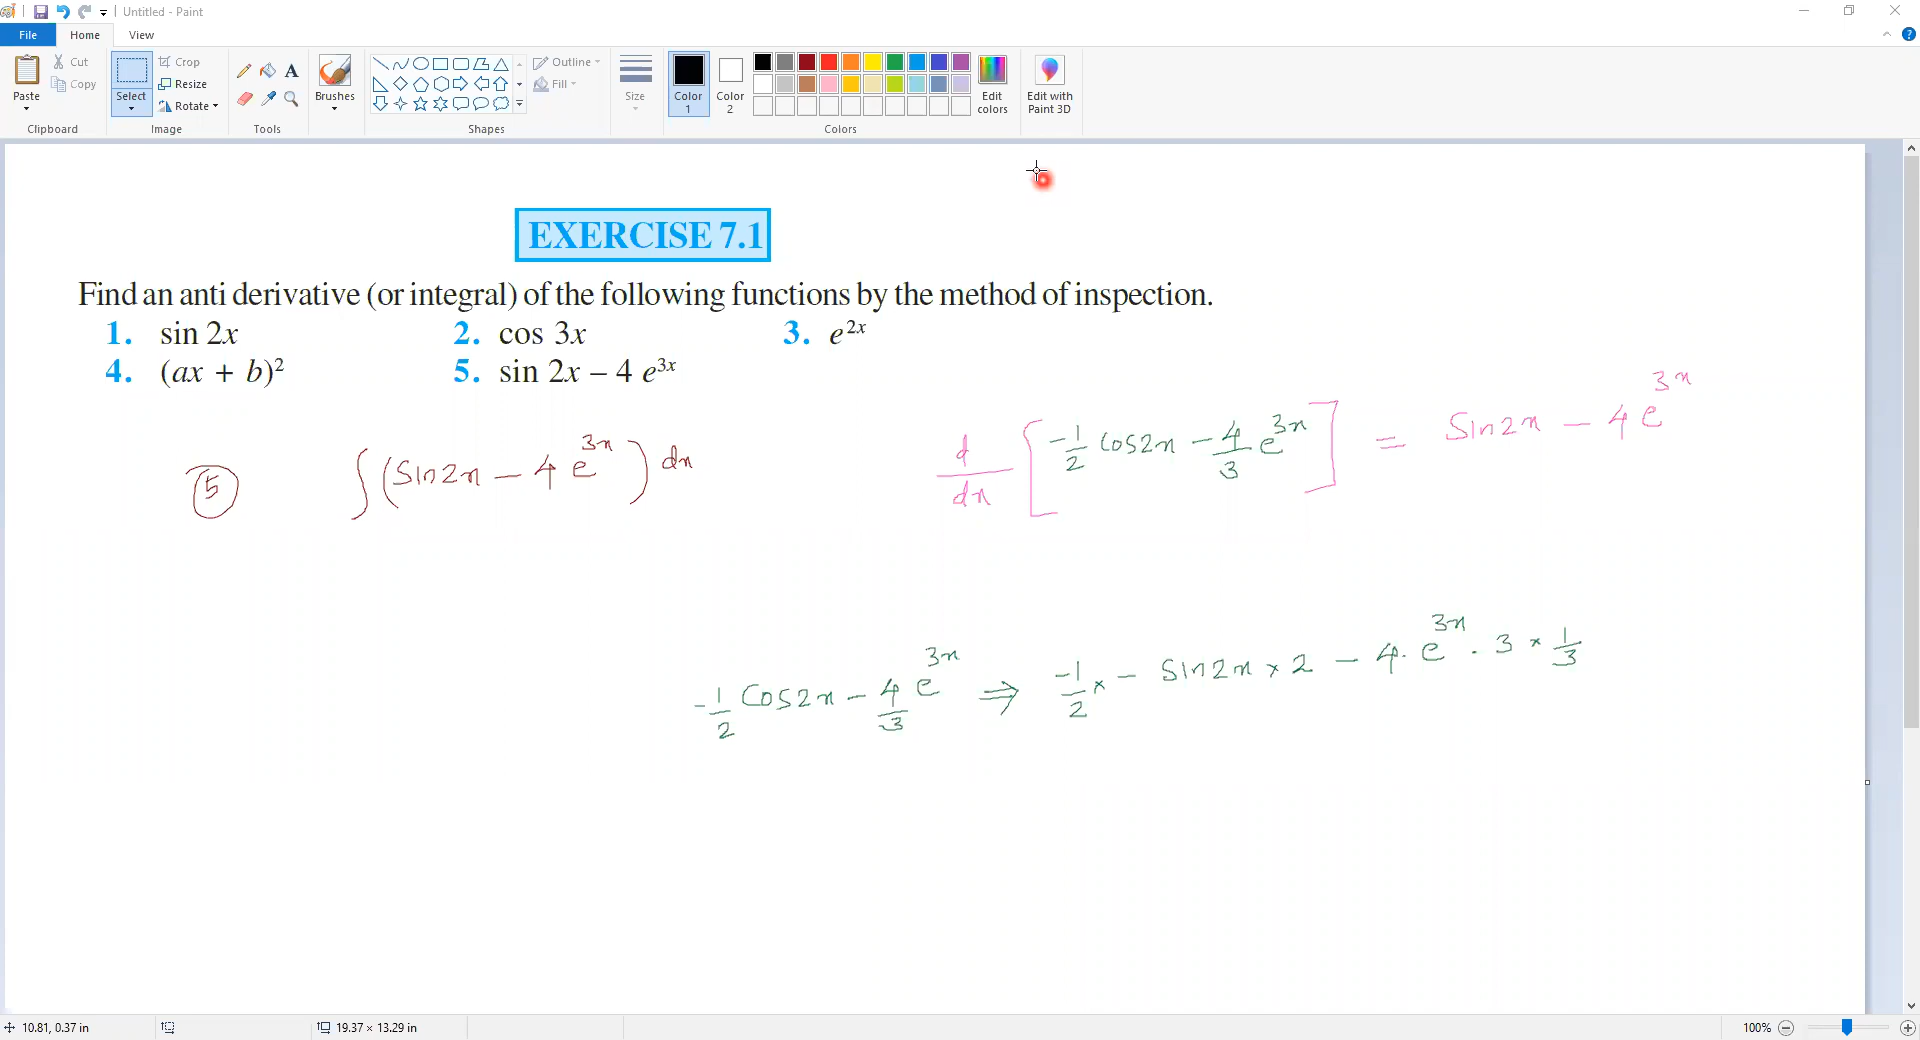 Untitled - Paint
File Home View
Paste Cut Copy Clipboard
Select Crop Resize Rotate Image
Tools
A
Brushes
Shapes
Outline Fill
Size
Color 1
Color 2
Edit colors
Colors
Edit with Paint 3D
EXERCISE 7.1
Find an anti derivative (or integral) of the following functions by the method of inspection.
1. sin 2x 2. cos 3x 3. e^{2x}
4. (ax + b)² 5. sin 2x – 4 e^{3x}
⑤ ∫(Sin2x – 4e^{3x}) dx
d/dx [-1/2 Cos2x – 4/3 e^{3x}] = Sin2x – 4e^{3x}
-1/2 Cos2x – 4/3 e^{3x} ⇒ -1/2 × – Sin2x × 2 – 4. e^{3x} . 3 × 1/3
10.81, 0.37 in 19.37 × 13.29 in 100%